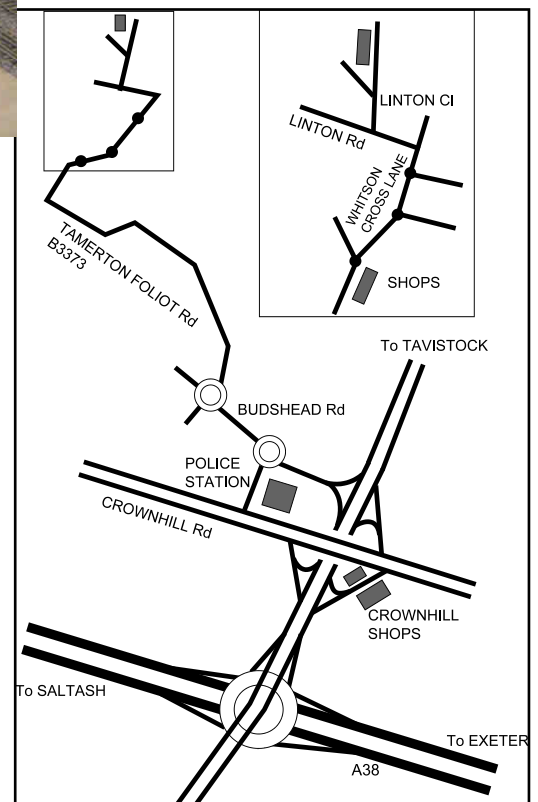 LINTON Cl
LINTON Rd
WHITSON
CROSS LANE
SHOPS
TAMERTON FOLIOT Rd
B3373
To TAVISTOCK
BUDSHEAD Rd
POLICE
STATION
CROWNHILL Rd
CROWNHILL
SHOPS
To SALTASH
To EXETER
A38